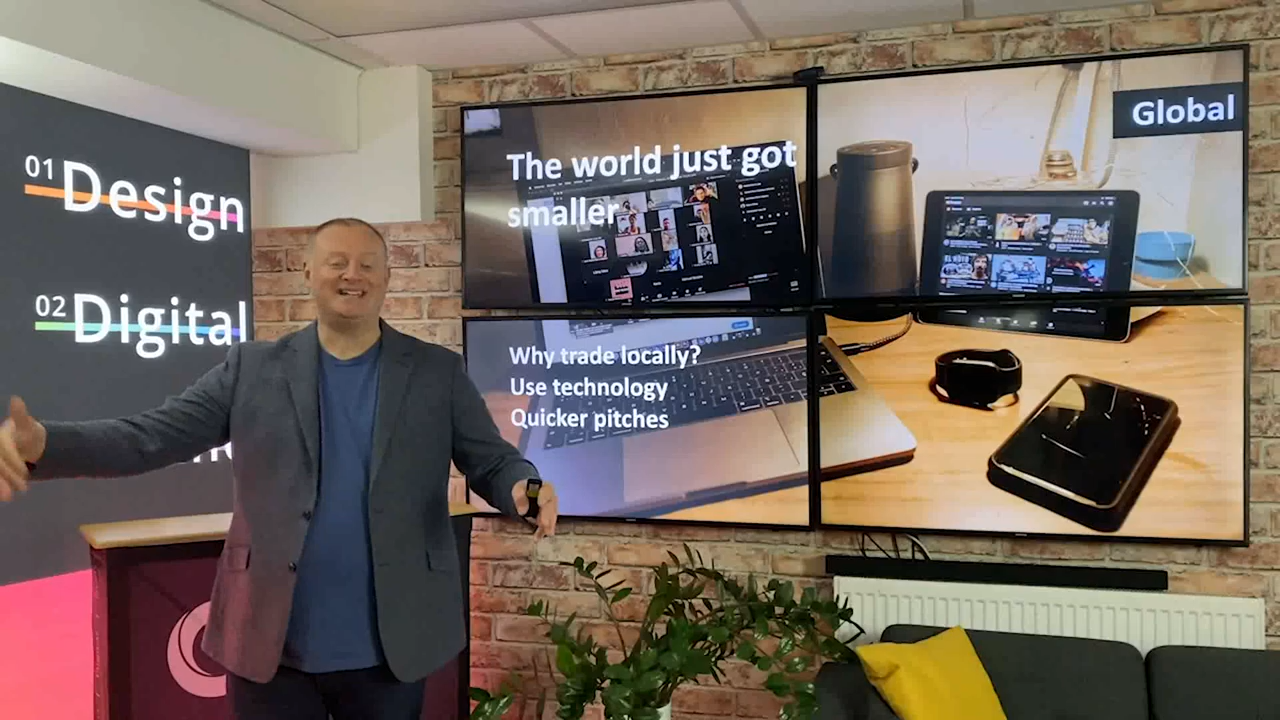 01 Design
02 Digital
The world just got
smaller
Global
Why trade locally?
Use technology
Quicker pitches